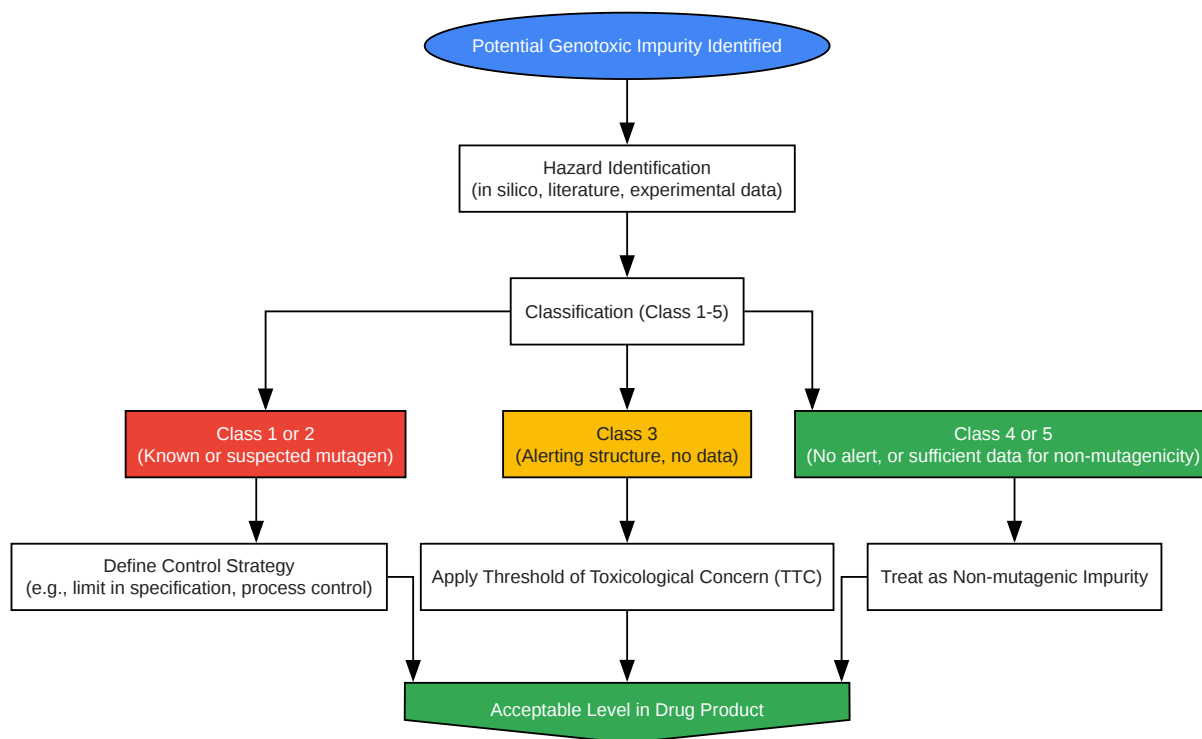 Potential Genotoxic Impurity Identified
Hazard Identification
(in silico, literature, experimental data)
Classification (Class 1-5)
Class 1 or 2
(Known or suspected mutagen)
Class 3
(Alerting structure, no data)
Class 4 or 5
(No alert, or sufficient data for non-mutagenicity)
Define Control Strategy
(e.g., limit in specification, process control)
Apply Threshold of Toxicological Concern (TTC)
Treat as Non-mutagenic Impurity
Acceptable Level in Drug Product